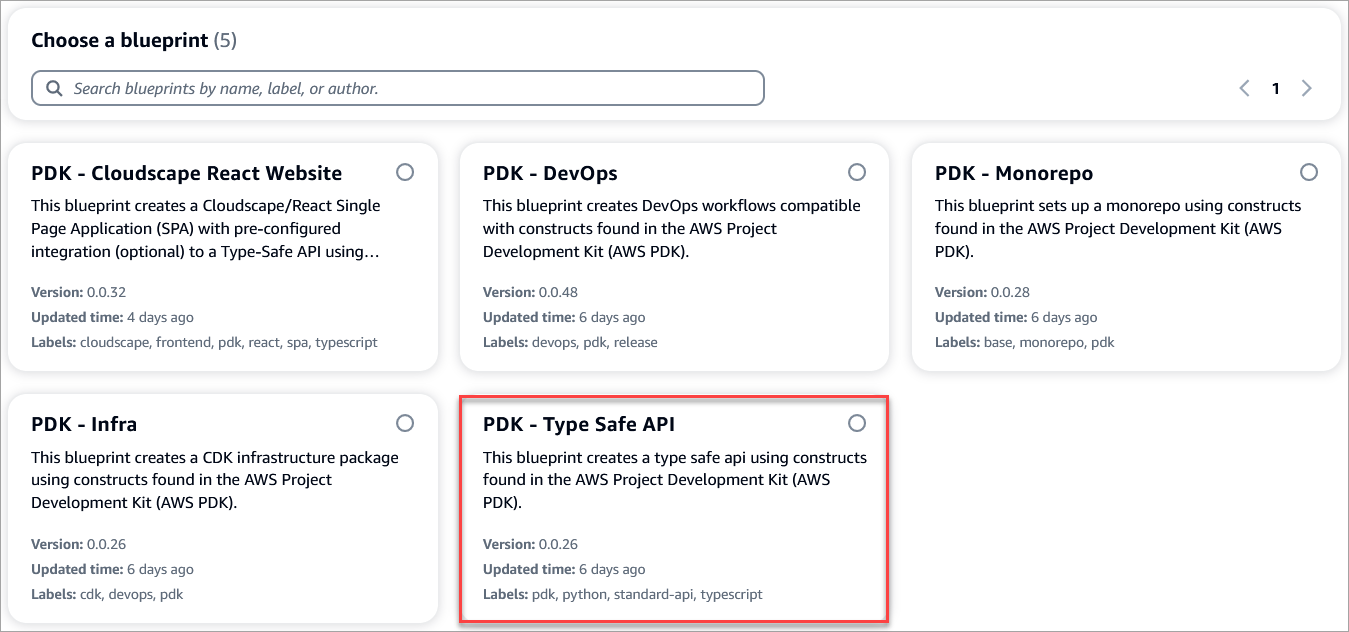 Choose a blueprint (5)
Search blueprints by name, label, or author.
1
PDK - Cloudscape React Website
This blueprint creates a Cloudscape/React Single
Page Application (SPA) with pre-configured
integration (optional) to a Type-Safe API using…
Version: 0.0.32
Updated time: 4 days ago
Labels: cloudscape, frontend, pdk, react, spa, typescript
PDK - DevOps
This blueprint creates DevOps workflows compatible
with constructs found in the AWS Project
Development Kit (AWS PDK).
Version: 0.0.48
Updated time: 6 days ago
Labels: devops, pdk, release
PDK - Monorepo
This blueprint sets up a monorepo using constructs
found in the AWS Project Development Kit (AWS
PDK).
Version: 0.0.28
Updated time: 6 days ago
Labels: base, monorepo, pdk
PDK - Infra
This blueprint creates a CDK infrastructure package
using constructs found in the AWS Project
Development Kit (AWS PDK).
Version: 0.0.26
Updated time: 6 days ago
Labels: cdk, devops, pdk
PDK - Type Safe API
This blueprint creates a type safe api using constructs
found in the AWS Project Development Kit (AWS
PDK).
Version: 0.0.26
Updated time: 6 days ago
Labels: pdk, python, standard-api, typescript